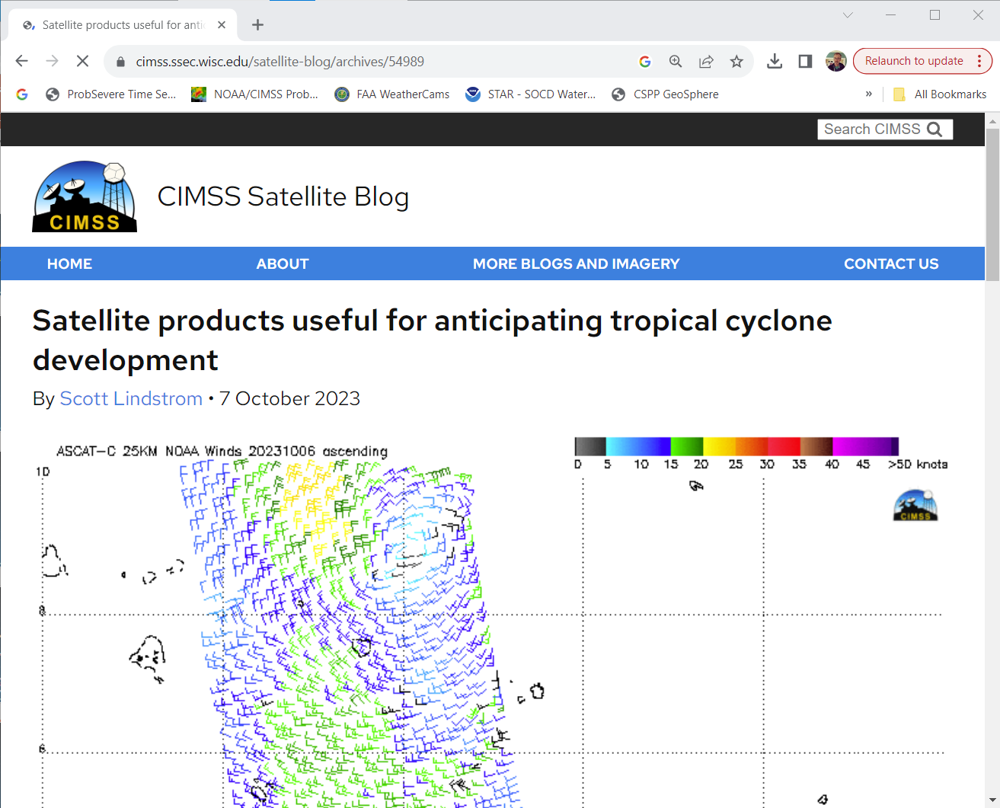 Satellite products useful for anti
cimss.ssec.wisc.edu/satellite-blog/archives/54989
Relaunch to update
ProbSevere Time Se...
NOAA/CIMSS Prob...
FAA WeatherCams
STAR - SOCD Water...
CSPP GeoSphere
»
All Bookmarks
Search CIMSS
CIMSS
CIMSS Satellite Blog
HOME
ABOUT
MORE BLOGS AND IMAGERY
CONTACT US
Satellite products useful for anticipating tropical cyclone
development
By Scott Lindstrom • 7 October 2023
ASCAT-C 25KM NOAA Winds 20231006 ascending
0 5 10 15 20 25 30 35 40 45 >50 knots
10
CIMSS
8
6